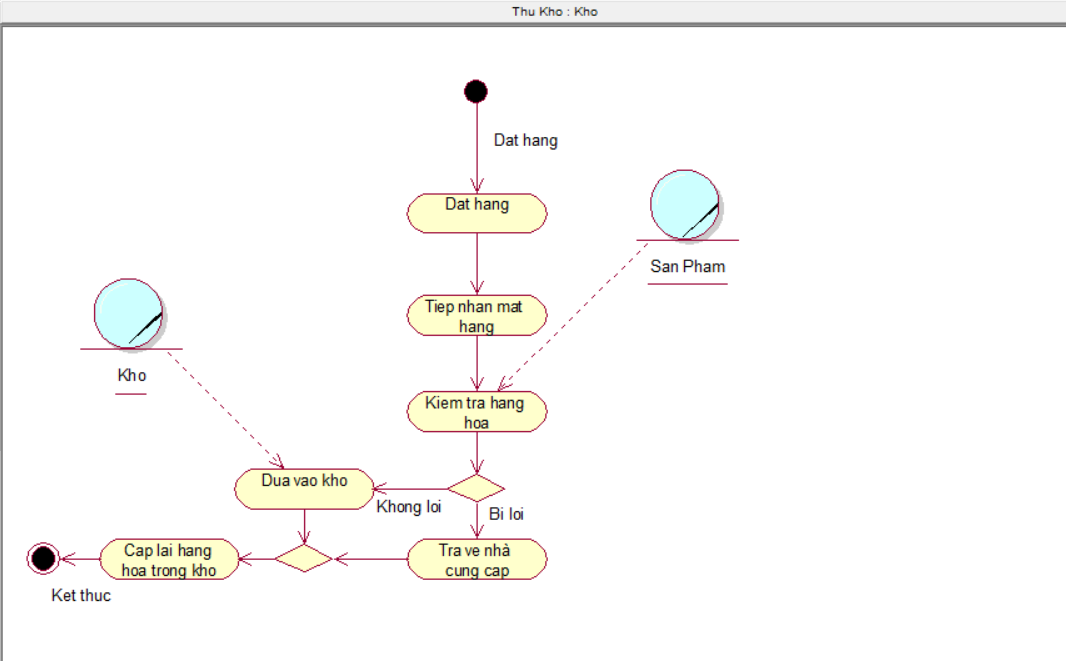 Thu Kho : Kho
Dat hang
Dat hang
San Pham
Tiep nhan mat
hang
Kho
Kiem tra hang
hoa
Dua vao kho
Khong loi
Bi loi
Cap lai hang
hoa trong kho
Tra ve nhà
cung cap
Ket thuc